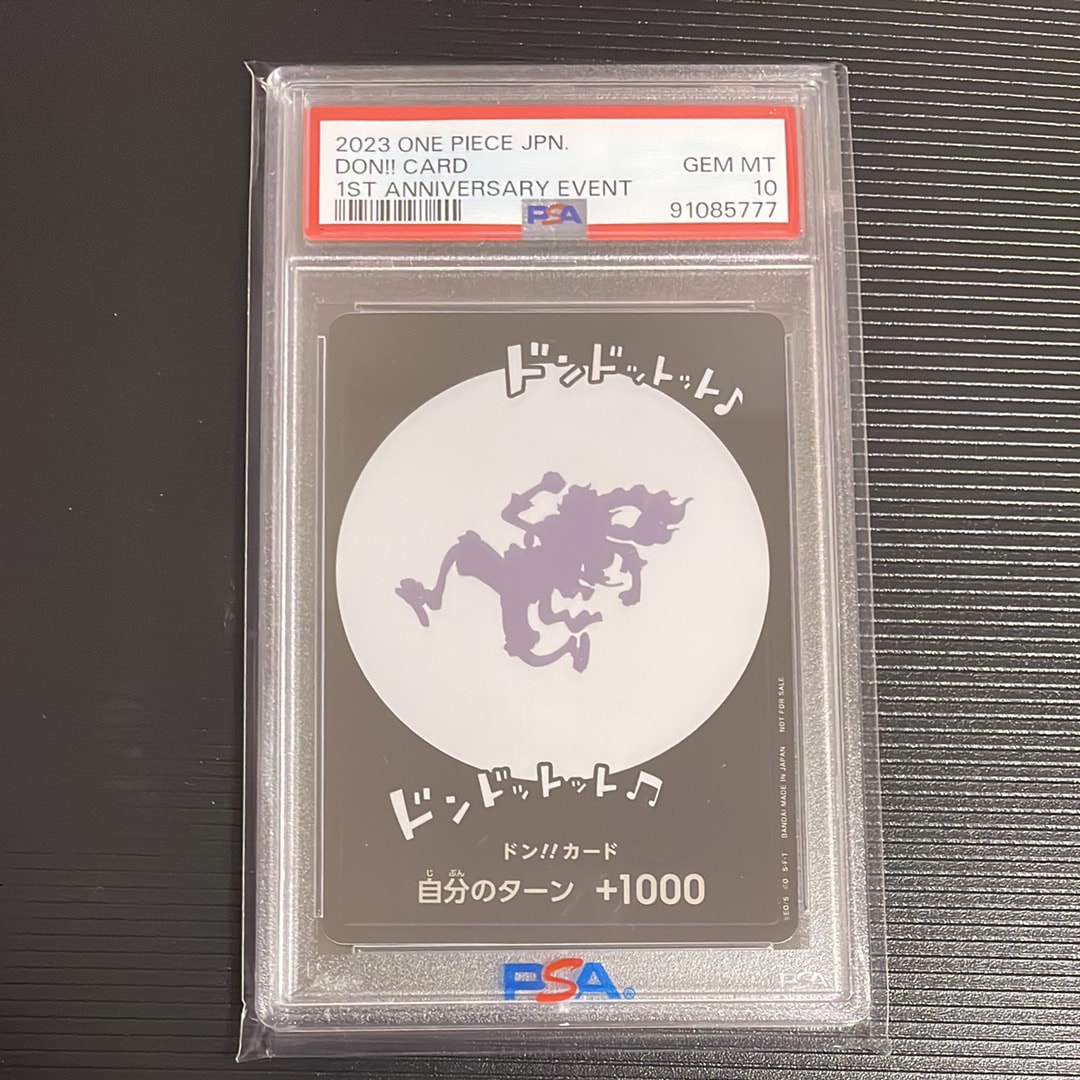 2023 ONE PIECE JPN.
DON!! CARD GEM MT
1ST ANNIVERSARY EVENT 10
91085777
PSA
ドンドットット♪
ドンドットット♫
ドン!!カード
じ ぶん
自分のターン +1000
BANDAI MADE IN JAPAN NOT FOR SALE
PSA®